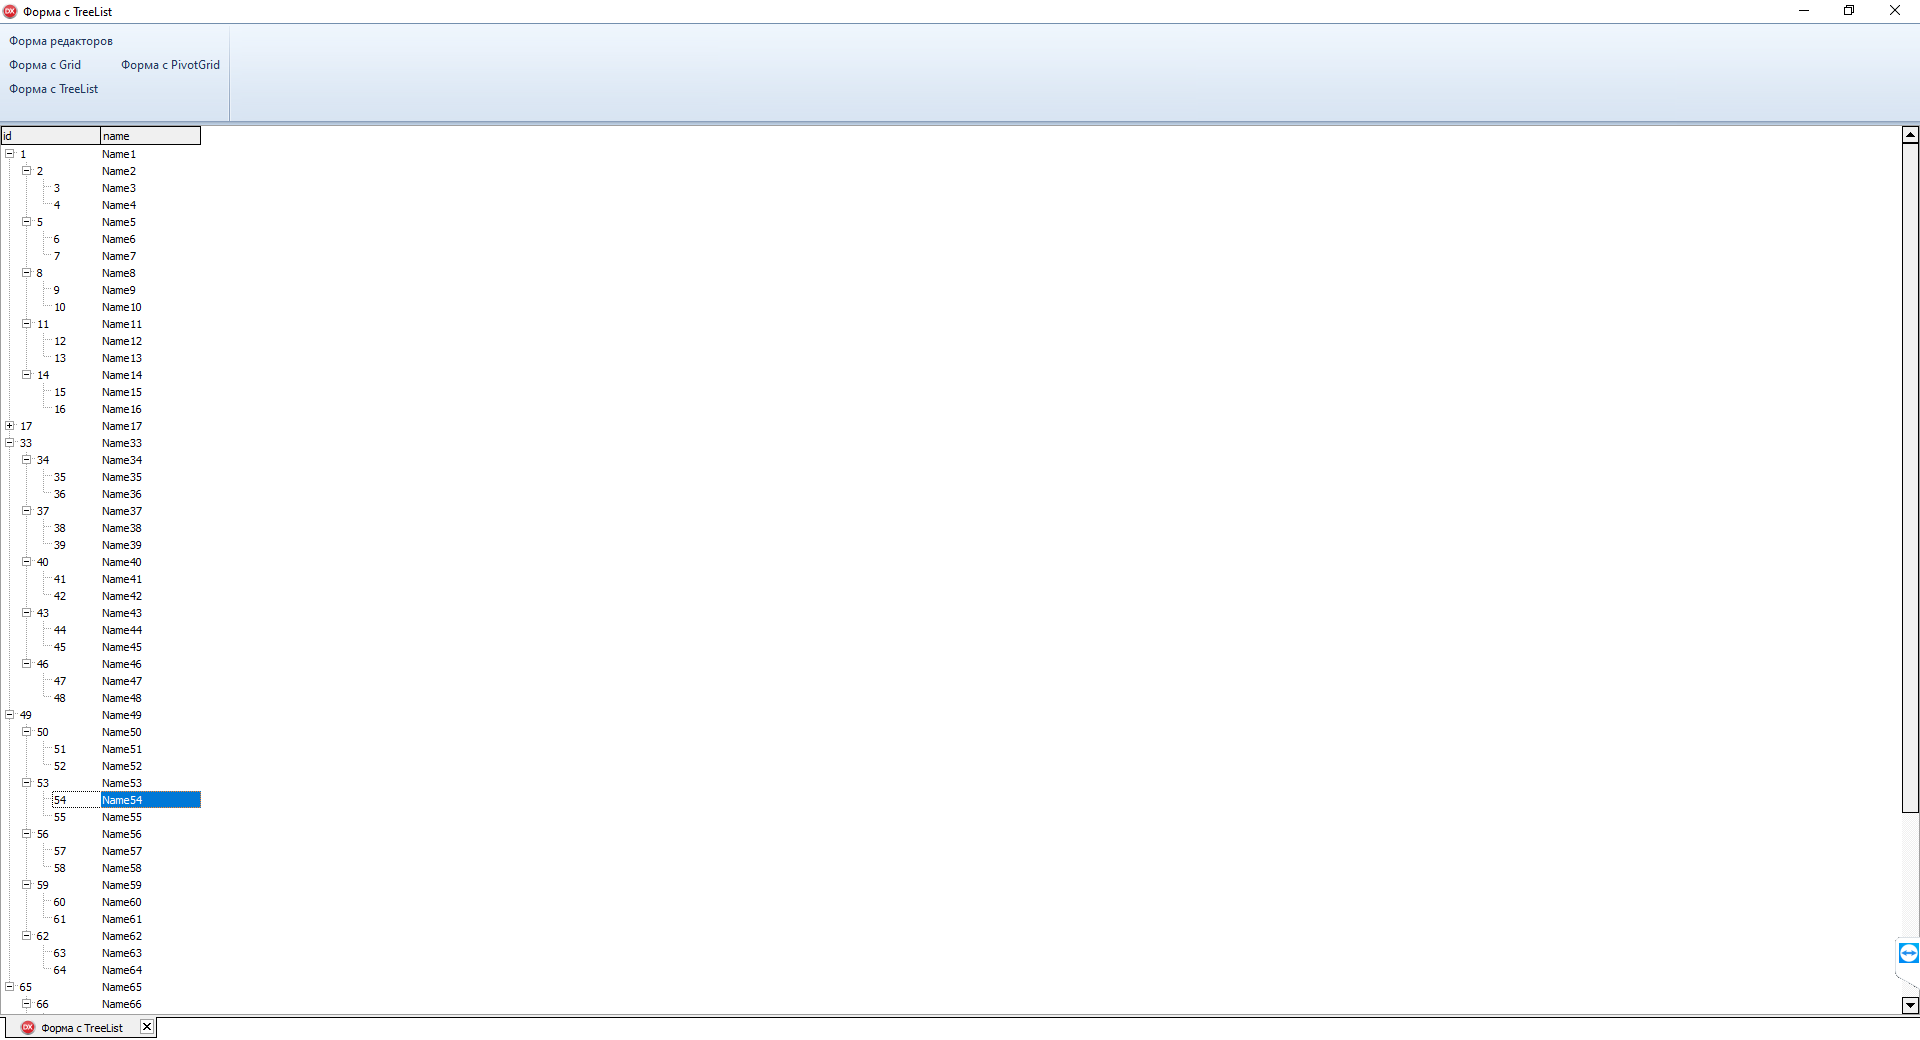 Форма с TreeList
Форма редакторов
Форма с Grid Форма с PivotGrid
Форма с TreeList
id name
1 Name1
2 Name2
3 Name3
4 Name4
5 Name5
6 Name6
7 Name7
8 Name8
9 Name9
10 Name10
11 Name11
12 Name12
13 Name13
14 Name14
15 Name15
16 Name16
17 Name17
33 Name33
34 Name34
35 Name35
36 Name36
37 Name37
38 Name38
39 Name39
40 Name40
41 Name41
42 Name42
43 Name43
44 Name44
45 Name45
46 Name46
47 Name47
48 Name48
49 Name49
50 Name50
51 Name51
52 Name52
53 Name53
54 Name54
55 Name55
56 Name56
57 Name57
58 Name58
59 Name59
60 Name60
61 Name61
62 Name62
63 Name63
64 Name64
65 Name65
66 Name66
DX Форма с TreeList